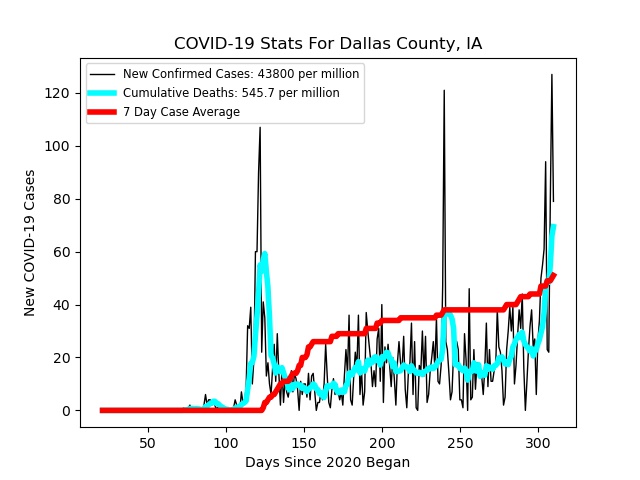 COVID-19 Stats For Dallas County, IA
New Confirmed Cases: 43800 per million
Cumulative Deaths: 545.7 per million
7 Day Case Average
New COVID-19 Cases
120
100
80
60
40
20
0
50 100 150 200 250 300
Days Since 2020 Began